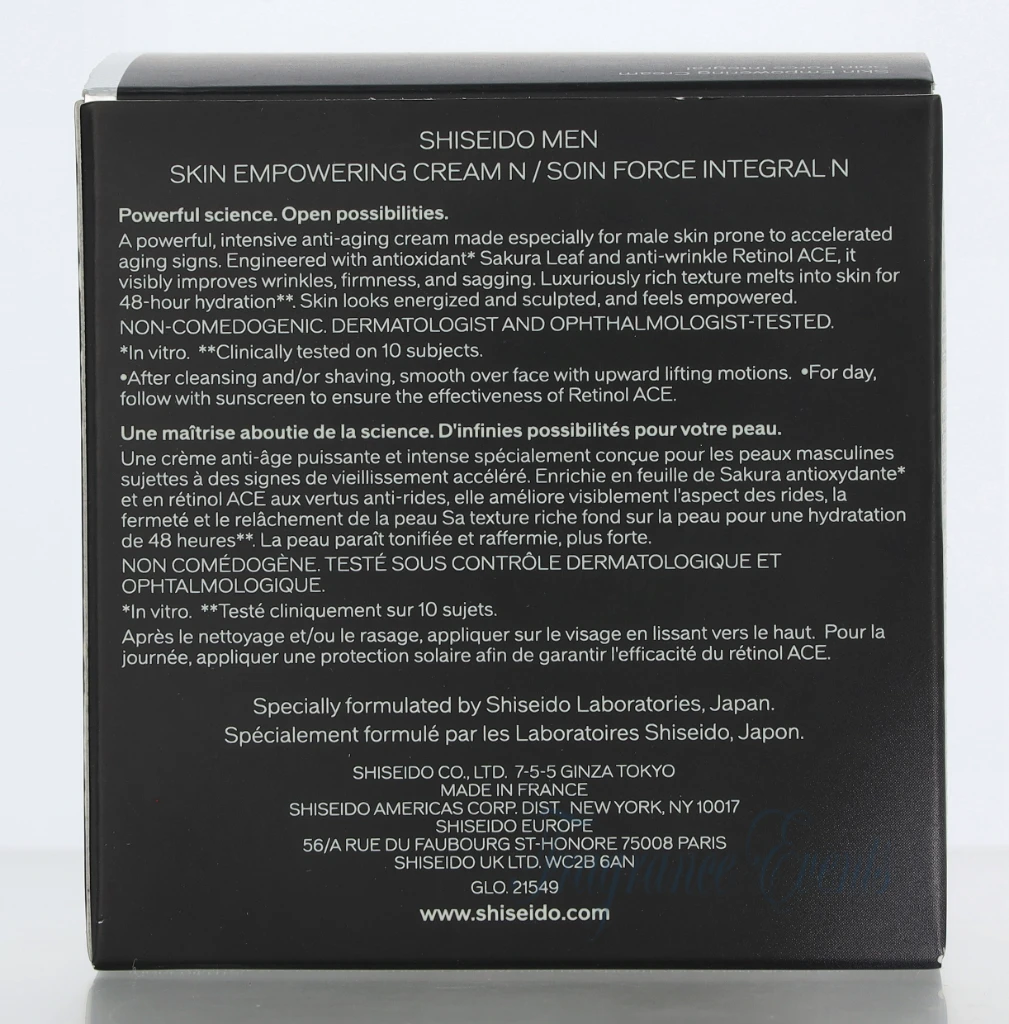 Skin Empowering Cream
Soin Force Integral
SHISEIDO MEN
SKIN EMPOWERING CREAM N / SOIN FORCE INTEGRAL N
Powerful science. Open possibilities.
A powerful, intensive anti-aging cream made especially for male skin prone to accelerated
aging signs. Engineered with antioxidant* Sakura Leaf and anti-wrinkle Retinol ACE, it
visibly improves wrinkles, firmness, and sagging. Luxuriously rich texture melts into skin for
48-hour hydration**. Skin looks energized and sculpted, and feels empowered.
NON-COMEDOGENIC. DERMATOLOGIST AND OPHTHALMOLOGIST-TESTED.
*In vitro. **Clinically tested on 10 subjects.
•After cleansing and/or shaving, smooth over face with upward lifting motions. •For day,
follow with sunscreen to ensure the effectiveness of Retinol ACE.
Une maîtrise aboutie de la science. D'infinies possibilités pour votre peau.
Une crème anti-âge puissante et intense spécialement conçue pour les peaux masculines
sujettes à des signes de vieillissement accéléré. Enrichie en feuille de Sakura antioxydante*
et en rétinol ACE aux vertus anti-rides, elle améliore visiblement l'aspect des rides, la
fermeté et le relâchement de la peau Sa texture riche fond sur la peau pour une hydratation
de 48 heures**. La peau paraît tonifiée et raffermie, plus forte.
NON COMÉDOGÈNE. TESTÉ SOUS CONTRÔLE DERMATOLOGIQUE ET
OPHTALMOLOGIQUE.
*In vitro. **Testé cliniquement sur 10 sujets.
Après le nettoyage et/ou le rasage, appliquer sur le visage en lissant vers le haut. Pour la
journée, appliquer une protection solaire afin de garantir l'efficacité du rétinol ACE.
Specially formulated by Shiseido Laboratories, Japan.
Spécialement formulé par les Laboratoires Shiseido, Japon.
SHISEIDO CO., LTD. 7-5-5 GINZA TOKYO
MADE IN FRANCE
SHISEIDO AMERICAS CORP. DIST. NEW YORK, NY 10017
SHISEIDO EUROPE
56/A RUE DU FAUBOURG ST-HONORE 75008 PARIS
SHISEIDO UK LTD. WC2B 6AN
Fragrance Events
GLO. 21549
www.shiseido.com